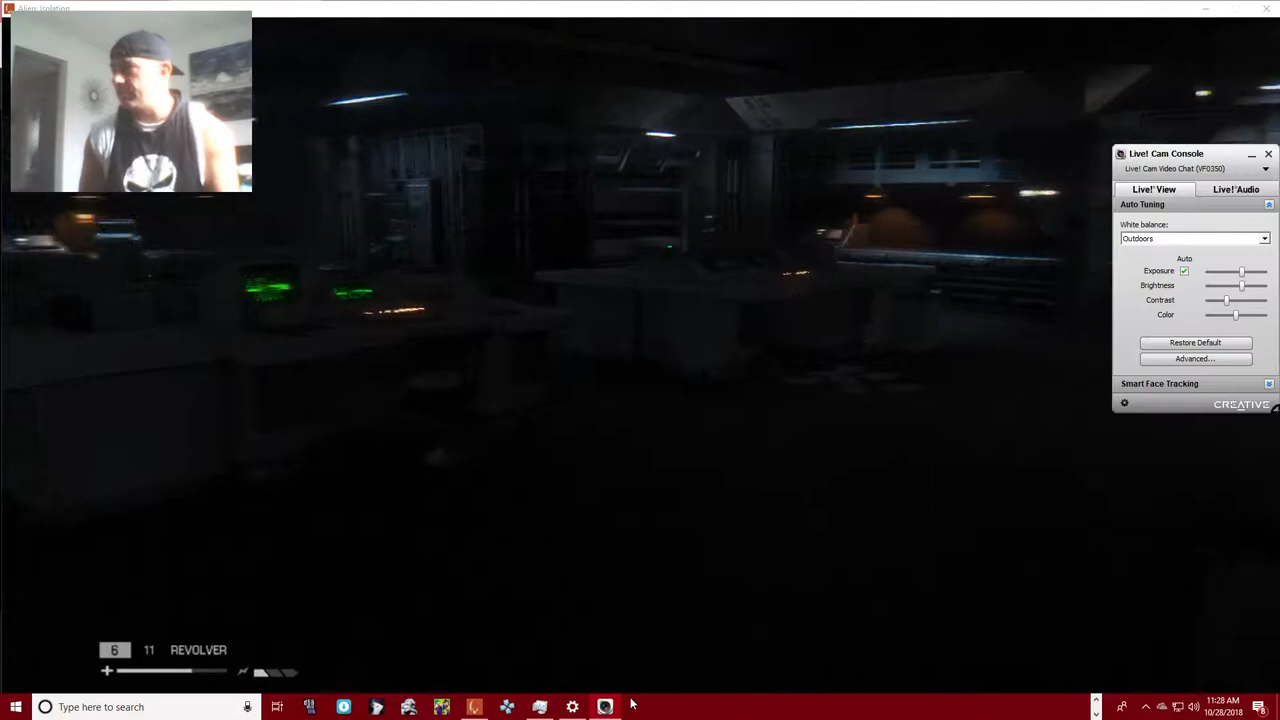 Alien: Isolation
Live! Cam Console
Live! Cam Video Chat (VF0350)
Live! View
Live! Audio
Auto Tuning
White balance:
Outdoors
Auto
Exposure
Brightness
Contrast
Color
Restore Default
Advanced...
Smart Face Tracking
CREATIVE
6 11 REVOLVER
Type here to search
11:28 AM
10/28/2018
8